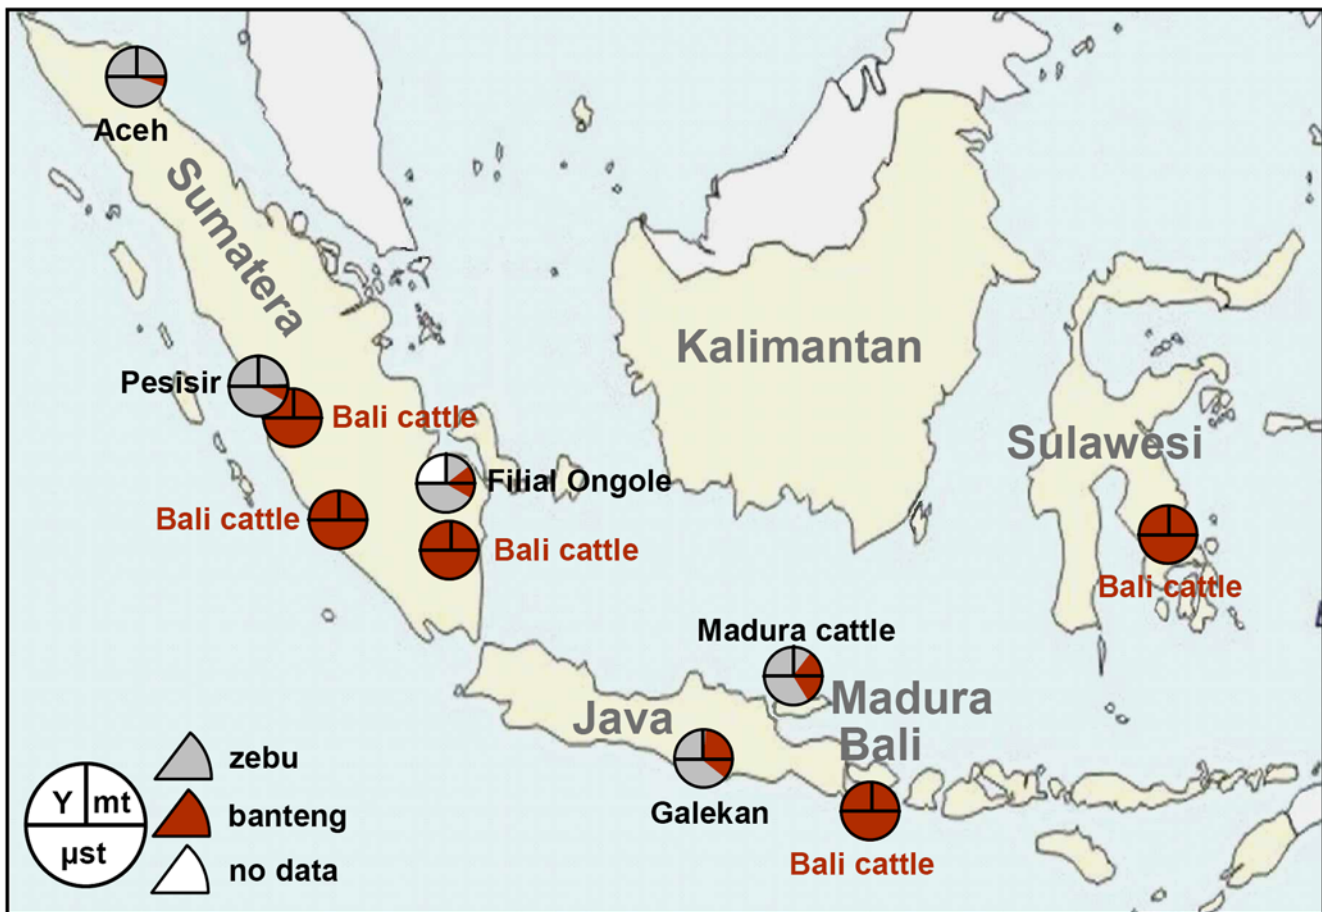 Aceh
Sumatera
Kalimantan
Pesisir
Bali cattle
Sulawesi
Filial Ongole
Bali cattle
Bali cattle
Bali cattle
Madura cattle
Madura
Java
Bali
zebu
Y mt
banteng
Galekan
µst
no data
Bali cattle